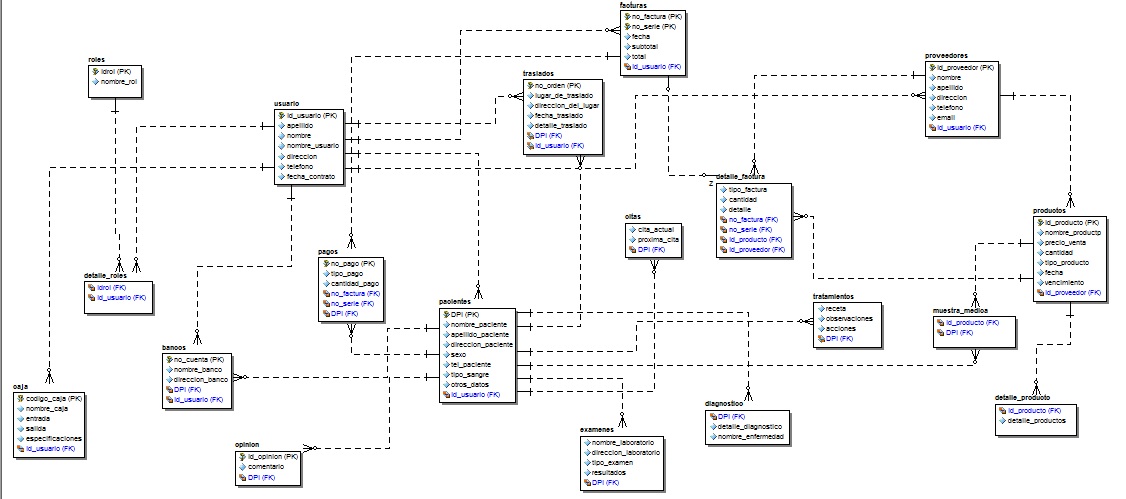 facturas
no_factura (PK)
no_serie (PK)
fecha
subtotal
total
id_usuario (FK)
roles
idrol (PK)
nombre_rol
traslados
no_orden (PK)
lugar_de_traslado
direccion_del_lugar
fecha_traslado
detalle_traslado
DPI (FK)
id_usuario (FK)
proveedores
id_proveedor (PK)
nombre
apellido
direccion
telefono
email
id_usuario (FK)
usuario
id_usuario (PK)
apellido
nombre
nombre_usuario
direccion
telefono
fecha_contrato
Z
detalle_factura
tipo_factura
cantidad
detalle
no_factura (FK)
no_serie (FK)
id_producto (FK)
id_proveedor (FK)
citas
cita_actual
proxima_cita
DPI (FK)
productos
id_producto (PK)
nombre_productp
precio_venta
cantidad
tipo_producto
fecha
vencimiento
id_proveedor (FK)
pagos
no_pago (PK)
tipo_pago
cantidad_pago
no_factura (FK)
no_serie (FK)
DPI (FK)
detalle_roles
idrol (FK)
id_usuario (FK)
pacientes
DPI (PK)
nombre_paciente
apellido_paciente
direccion_paciente
sexo
tel_paciente
tipo_sangre
otros_datos
id_usuario (FK)
tratamientos
receta
observaciones
acciones
DPI (FK)
muestra_medica
id_producto (FK)
DPI (FK)
bancos
no_cuenta (PK)
nombre_banco
direccion_banco
DPI (FK)
id_usuario (FK)
caja
codigo_caja (PK)
nombre_caja
entrada
salida
especificaciones
id_usuario (FK)
detalle_producto
id_producto (FK)
detalle_productos
diagnostico
DPI (FK)
detalle_diagnostico
nombre_enfermedad
opinion
id_opinion (PK)
comentario
DPI (FK)
examenes
nombre_laboratorio
direccion_laboratorio
tipo_examen
resultados
DPI (FK)